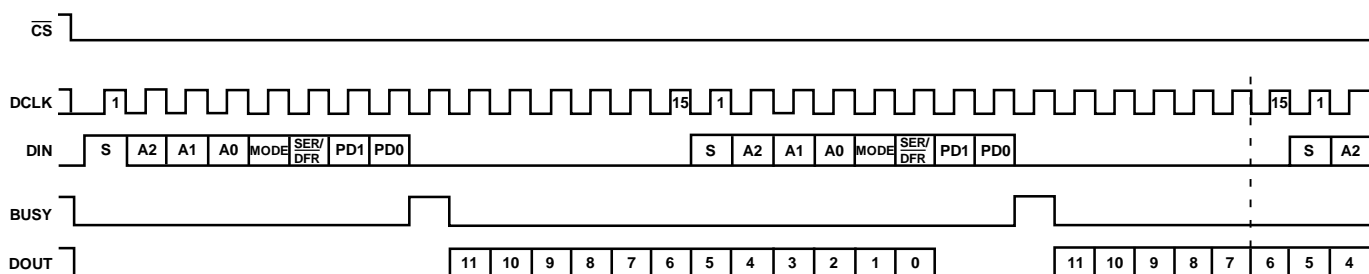 CS
DCLK 1 15 1 15 1
DIN S A2 A1 A0 MODE SER/ DFR PD1 PD0 S A2 A1 A0 MODE SER/ DFR PD1 PD0 S A2
BUSY
DOUT 11 10 9 8 7 6 5 4 3 2 1 0 11 10 9 8 7 6 5 4